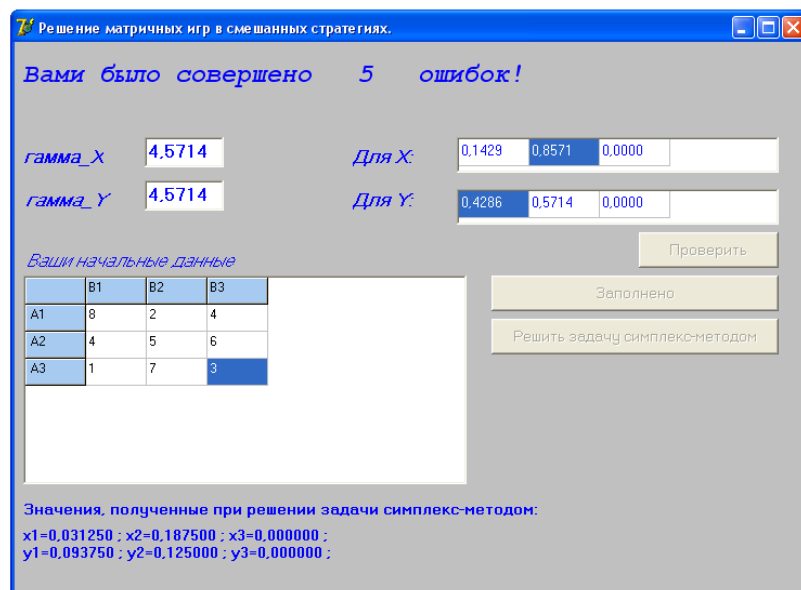 Решение матричных игр в смешанных стратегиях.
Вами было совершено 5 ошибок!
гамма_X 4,5714 Для X: 0,1429 0,8571 0,0000
гамма_Y 4,5714 Для Y: 0,4286 0,5714 0,0000
Проверить
Ваши начальные данные
Заполнено
B1 B2 B3
A1 8 2 4
Решить задачу симплекс-методом
A2 4 5 6
A3 1 7 3
Значения, полученные при решении задачи симплекс-методом:
x1=0,031250 ; x2=0,187500 ; x3=0,000000 ;
y1=0,093750 ; y2=0,125000 ; y3=0,000000 ;